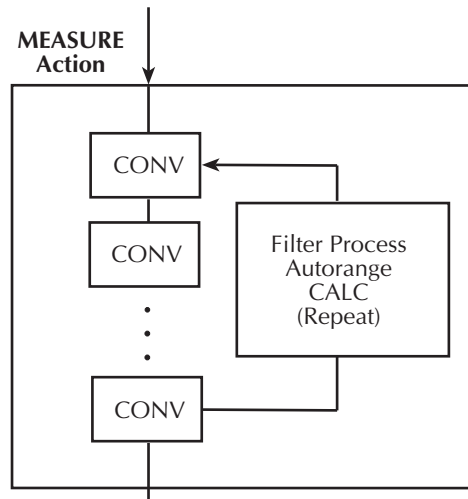 MEASURE
Action
CONV
CONV
Filter Process
Autorange
CALC
(Repeat)
CONV